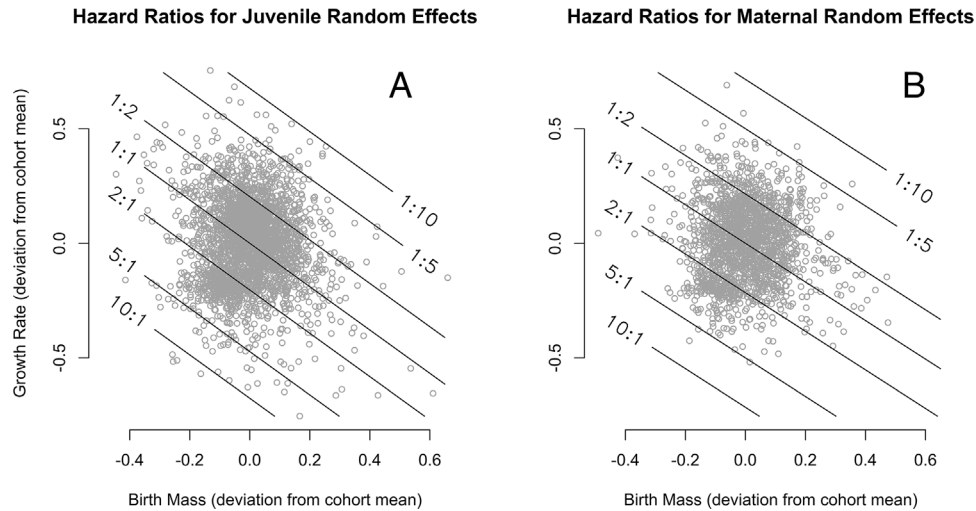 Hazard Ratios for Juvenile Random Effects
A
Growth Rate (deviation from cohort mean)
0.5
0.0
-0.5
1:2
1:1
2:1
5:1
10:1
1:10
1:5
-0.4 -0.2 0.0 0.2 0.4 0.6
Birth Mass (deviation from cohort mean)
Hazard Ratios for Maternal Random Effects
B
0.5
0.0
-0.5
1:2
1:1
2:1
5:1
10:1
1:10
1:5
-0.4 -0.2 0.0 0.2 0.4 0.6
Birth Mass (deviation from cohort mean)